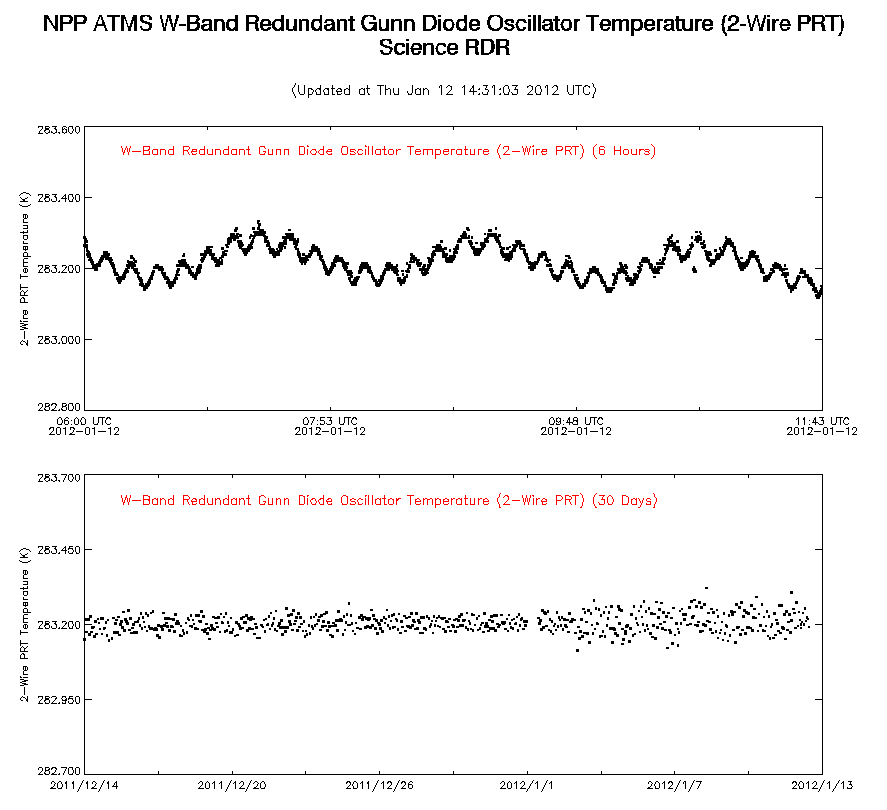 NPP ATMS W-Band Redundant Gunn Diode Oscillator Temperature (2-Wire PRT)
Science RDR
(Updated at Thu Jan 12 14:31:03 2012 UTC)
283.600
W-Band Redundant Gunn Diode Oscillator Temperature (2-Wire PRT) (6 Hours)
283.400
283.200
283.000
282.800
2-Wire PRT Temperature (K)
06:00 UTC 07:53 UTC 09:48 UTC 11:43 UTC
2012-01-12 2012-01-12 2012-01-12 2012-01-12
283.700
W-Band Redundant Gunn Diode Oscillator Temperature (2-Wire PRT) (30 Days)
283.450
283.200
282.950
282.700
2-Wire PRT Temperature (K)
2011/12/14 2011/12/20 2011/12/26 2012/1/1 2012/1/7 2012/1/13